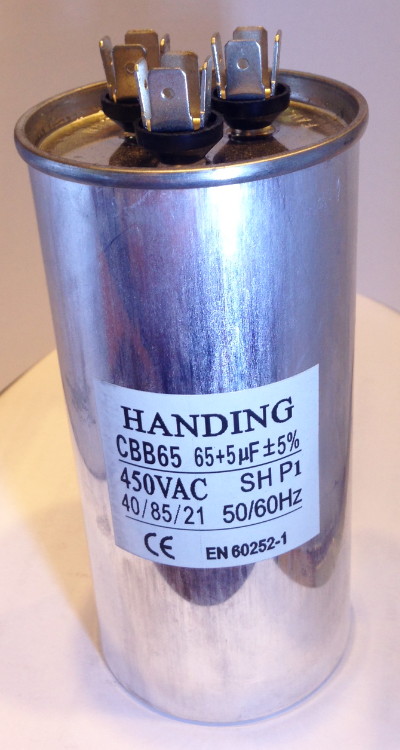 HANDING
CBB65 65+5μF±5%
450VAC SH P1
40/85/21 50/60Hz
CE EN 60252-1